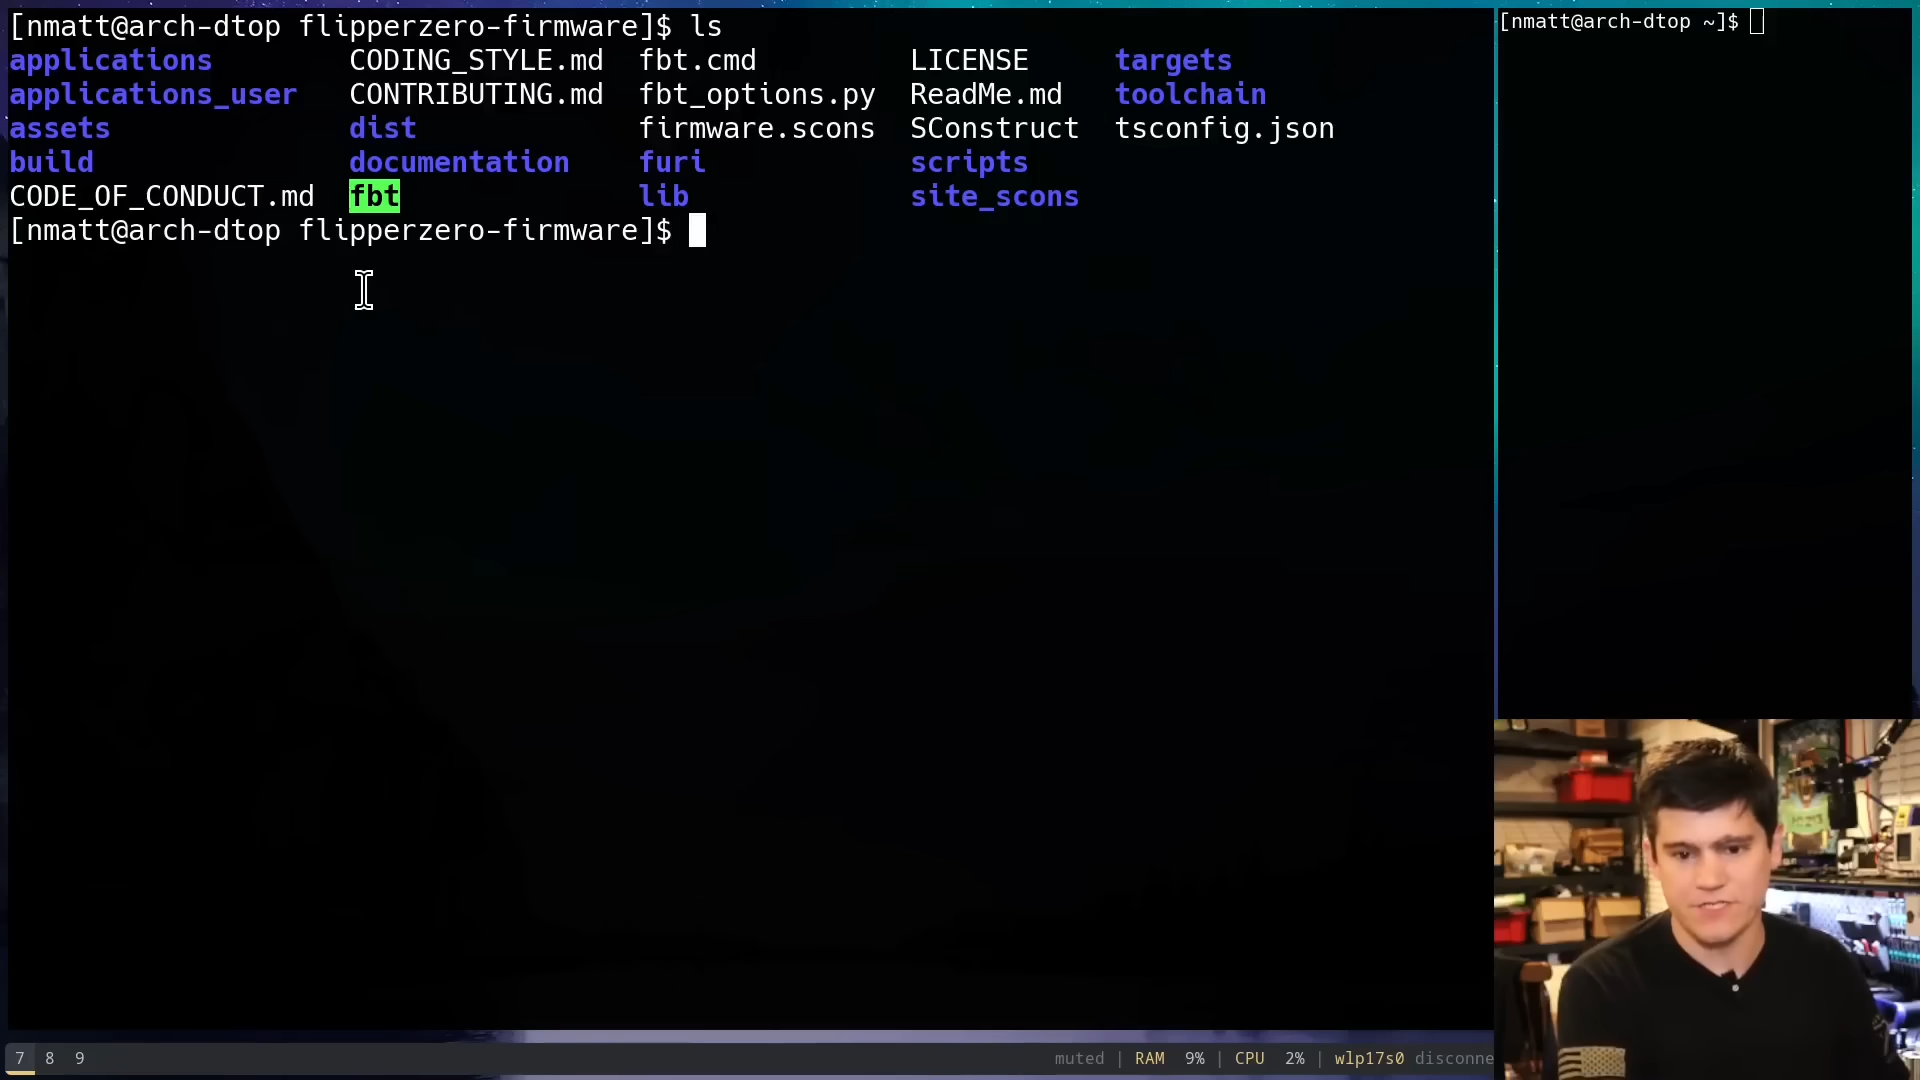 [nmatt@arch-dtop flipperzero-firmware]$ ls
applications CODING_STYLE.md fbt.cmd LICENSE targets
applications_user CONTRIBUTING.md fbt_options.py ReadMe.md toolchain
assets dist firmware.scons SConstruct tsconfig.json
build documentation furi scripts
CODE_OF_CONDUCT.md fbt lib site_scons
[nmatt@arch-dtop flipperzero-firmware]$
[nmatt@arch-dtop ~]$
7 8 9
muted | RAM 9% | CPU 2% | wlp17s0 disconne